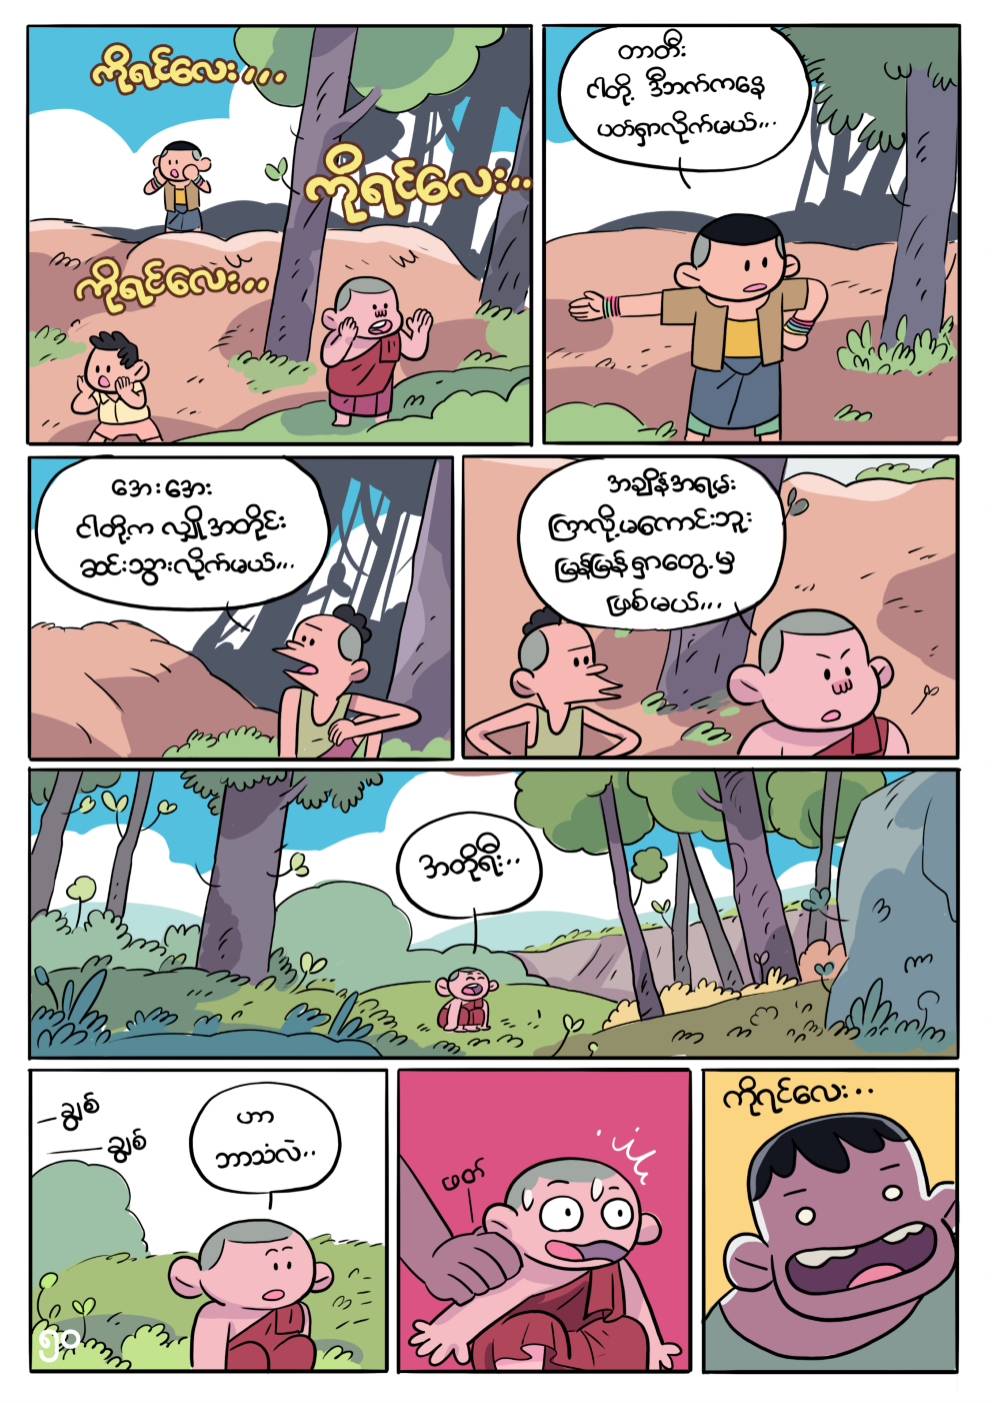 ကိုရင်လေး...
ကိုရင်လေး..
ကိုရင်လေး...
တာတီး
ငါတို့ ဒီဘက်ကနေ
ပတ်ရှာလိုက်မယ်...
အေးအေး
ငါတို့က လျှိုအတိုင်း
ဆင်းသွားလိုက်မယ်...
အချိန်အရမ်း
ကြာလို့မကောင်းဘူး
မြန်မြန်ရှာတွေ့မှ
ဖြစ်မယ်...
အတိုရီး..
ချွစ်
ချွစ်
ဟာ
ဘာသံလဲ..
ဖတ်
ကိုရင်လေး..
၅၀